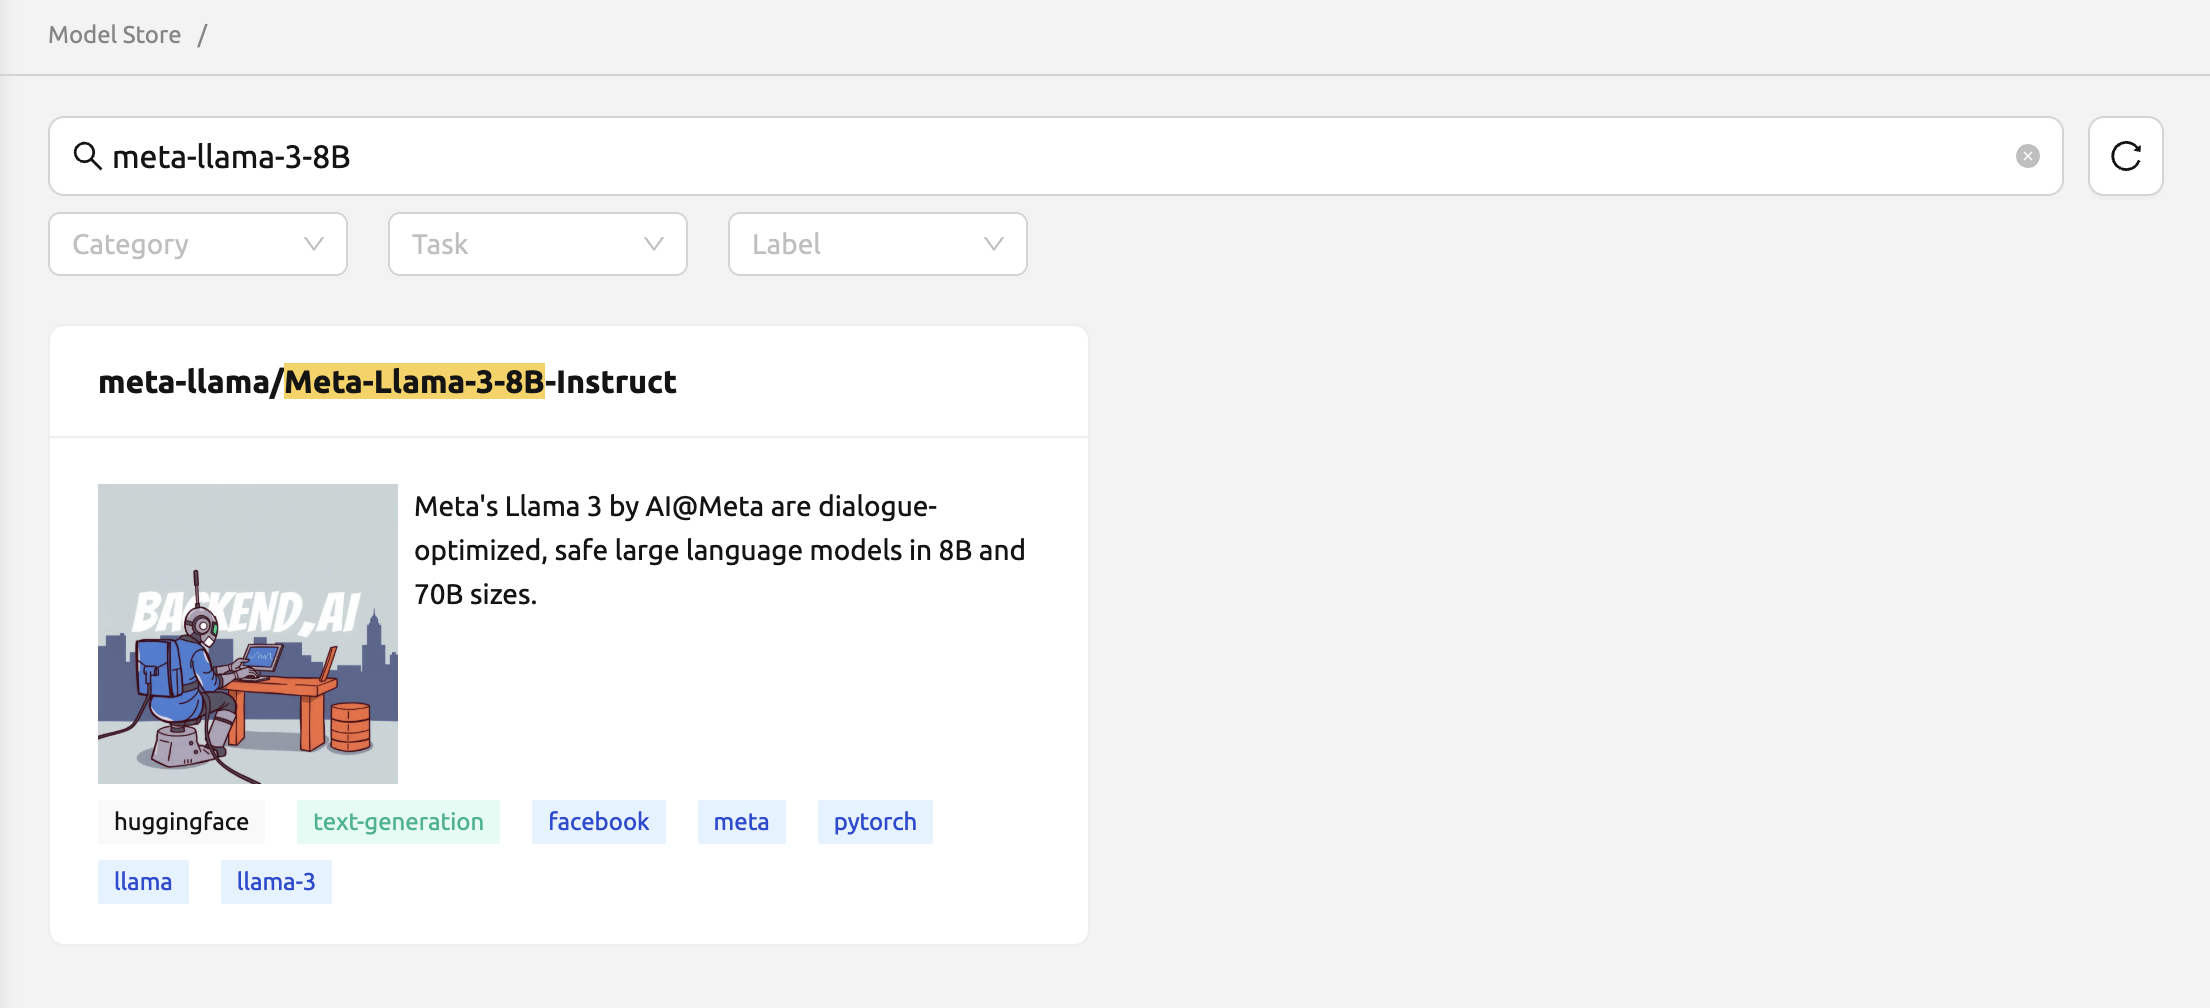 Model Store /
meta-llama-3-8B
Category Task Label
meta-llama/Meta-Llama-3-8B-Instruct
Meta's Llama 3 by AI@Meta are dialogue-
optimized, safe large language models in 8B and
70B sizes.
BACKEND.AI
huggingface text-generation facebook meta pytorch
llama llama-3